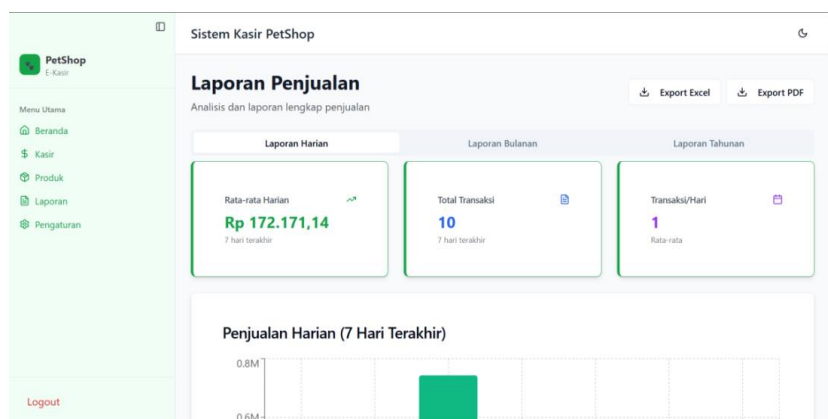 Sistem Kasir PetShop
PetShop
E-Kasir
Menu Utama
Beranda
Kasir
Produk
Laporan
Pengaturan
Logout
Laporan Penjualan
Analisis dan laporan lengkap penjualan
Export Excel
Export PDF
Laporan Harian
Laporan Bulanan
Laporan Tahunan
Rata-rata Harian
Rp 172.171,14
7 hari terakhir
Total Transaksi
10
7 hari terakhir
Transaksi/Hari
1
Rata-rata
Penjualan Harian (7 Hari Terakhir)
0.8M
0.6M